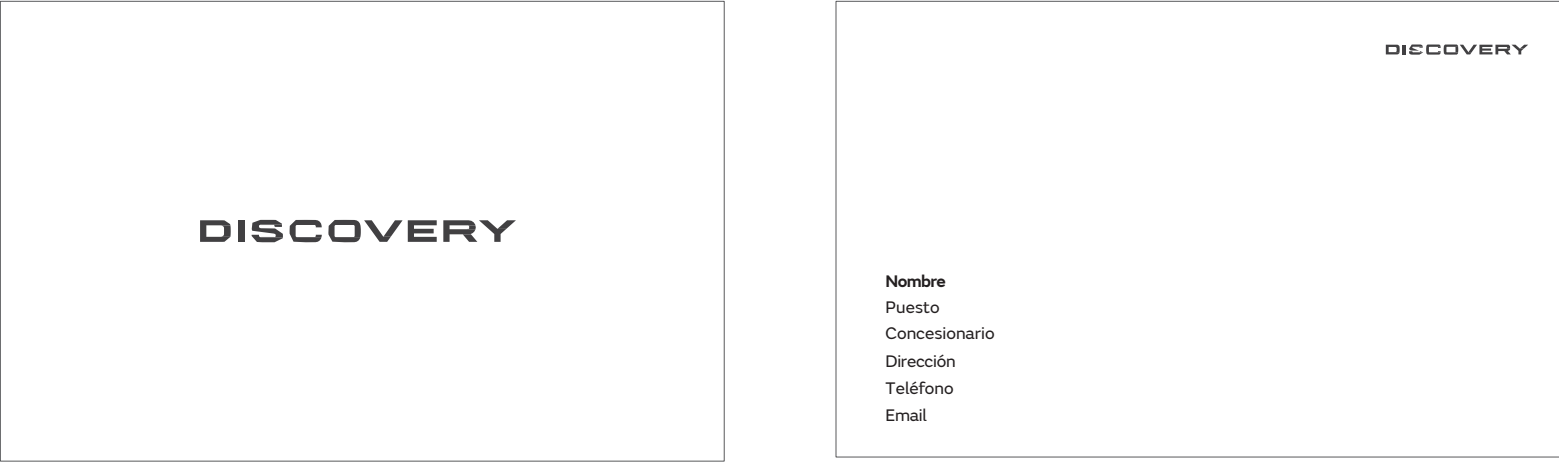 DISCOVERY
DISCOVERY
Nombre
Puesto
Concesionario
Dirección
Teléfono
Email